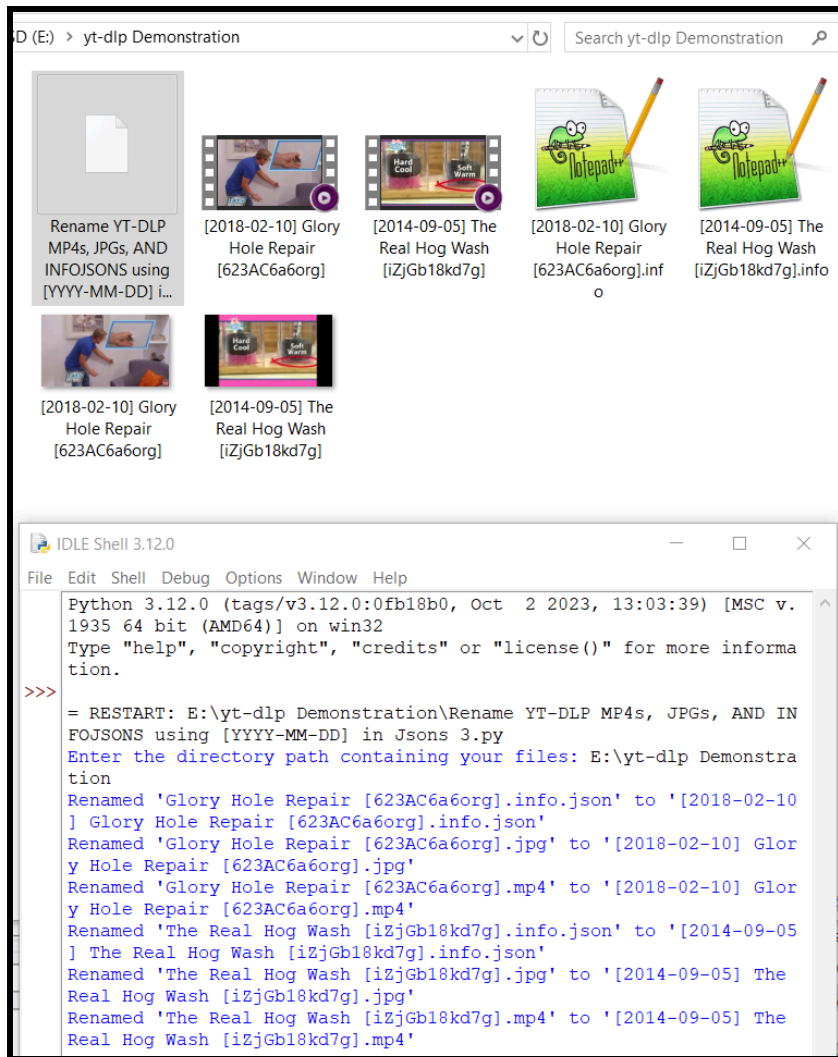 SD (E:) > yt-dlp Demonstration
Search yt-dlp Demonstration
Rename YT-DLP
MP4s, JPGs, AND
INFOJSONS using
[YYYY-MM-DD] i...
[2018-02-10] Glory
Hole Repair
[623AC6a6org]
Hard
Cool
Soft
Warm
[2014-09-05] The
Real Hog Wash
[iZjGb18kd7g]
Notepad++
[2018-02-10] Glory
Hole Repair
[623AC6a6org].inf
o
Notepad++
[2014-09-05] The
Real Hog Wash
[iZjGb18kd7g].info
[2018-02-10] Glory
Hole Repair
[623AC6a6org]
Hard
Cool
Soft
Warm
[2014-09-05] The
Real Hog Wash
[iZjGb18kd7g]
IDLE Shell 3.12.0
File Edit Shell Debug Options Window Help
Python 3.12.0 (tags/v3.12.0:0fb18b0, Oct  2 2023, 13:03:39) [MSC v.
1935 64 bit (AMD64)] on win32
Type "help", "copyright", "credits" or "license()" for more informa
tion.
>>>
= RESTART: E:\yt-dlp Demonstration\Rename YT-DLP MP4s, JPGs, AND IN
FOJSONS using [YYYY-MM-DD] in Jsons 3.py
Enter the directory path containing your files: E:\yt-dlp Demonstra
tion
Renamed 'Glory Hole Repair [623AC6a6org].info.json' to '[2018-02-10
] Glory Hole Repair [623AC6a6org].info.json'
Renamed 'Glory Hole Repair [623AC6a6org].jpg' to '[2018-02-10] Glor
y Hole Repair [623AC6a6org].jpg'
Renamed 'Glory Hole Repair [623AC6a6org].mp4' to '[2018-02-10] Glor
y Hole Repair [623AC6a6org].mp4'
Renamed 'The Real Hog Wash [iZjGb18kd7g].info.json' to '[2014-09-05
] The Real Hog Wash [iZjGb18kd7g].info.json'
Renamed 'The Real Hog Wash [iZjGb18kd7g].jpg' to '[2014-09-05] The
Real Hog Wash [iZjGb18kd7g].jpg'
Renamed 'The Real Hog Wash [iZjGb18kd7g].mp4' to '[2014-09-05] The
Real Hog Wash [iZjGb18kd7g].mp4'